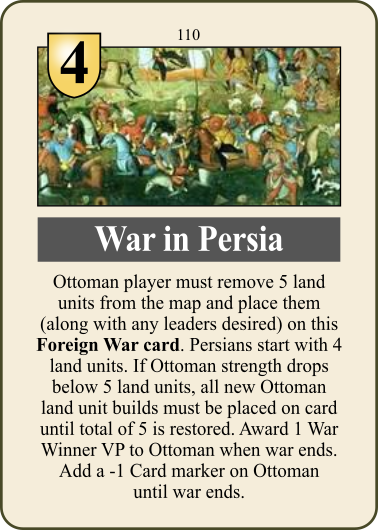 110
4
War in Persia
Ottoman player must remove 5 land
units from the map and place them
(along with any leaders desired) on this
Foreign War card. Persians start with 4
land units. If Ottoman strength drops
below 5 land units, all new Ottoman
land unit builds must be placed on card
until total of 5 is restored. Award 1 War
Winner VP to Ottoman when war ends.
Add a -1 Card marker on Ottoman
until war ends.